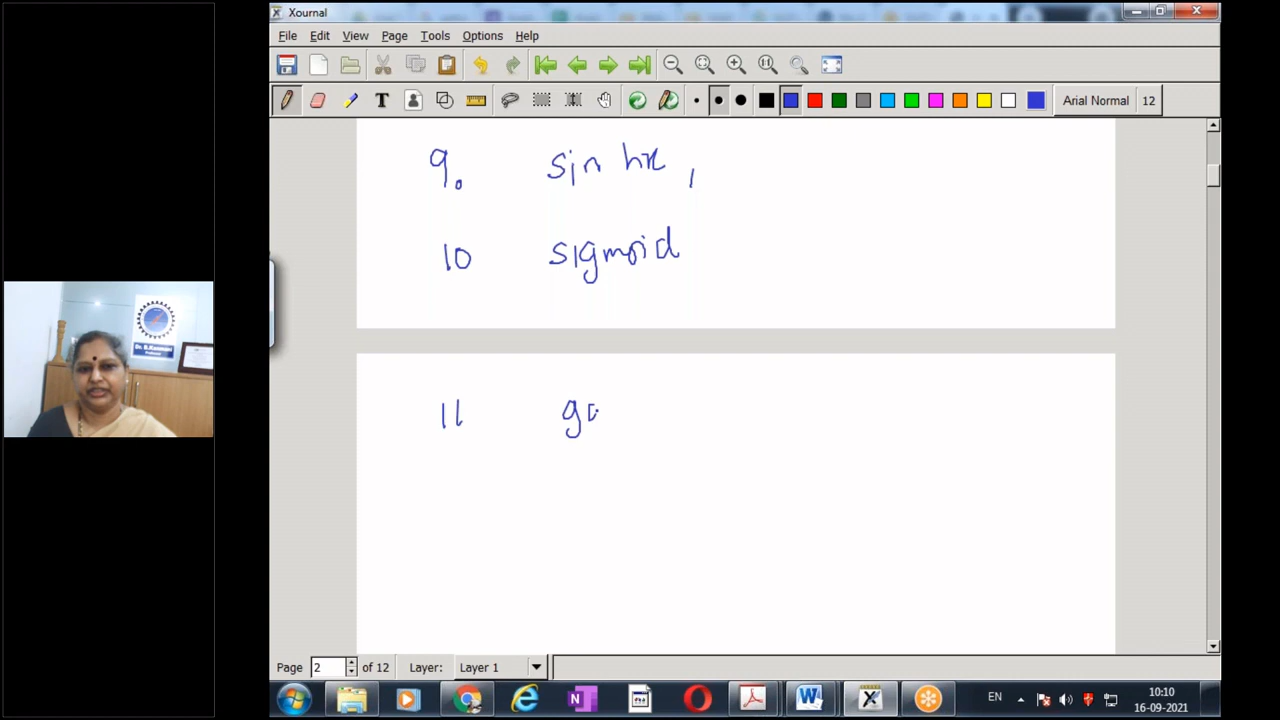 Xournal
File Edit View Page Tools Options Help
Arial Normal 12
9. sin hx,
10 sigmoid
11 ga
Page 2 of 12 Layer: Layer 1
EN 10:10
16-09-2021